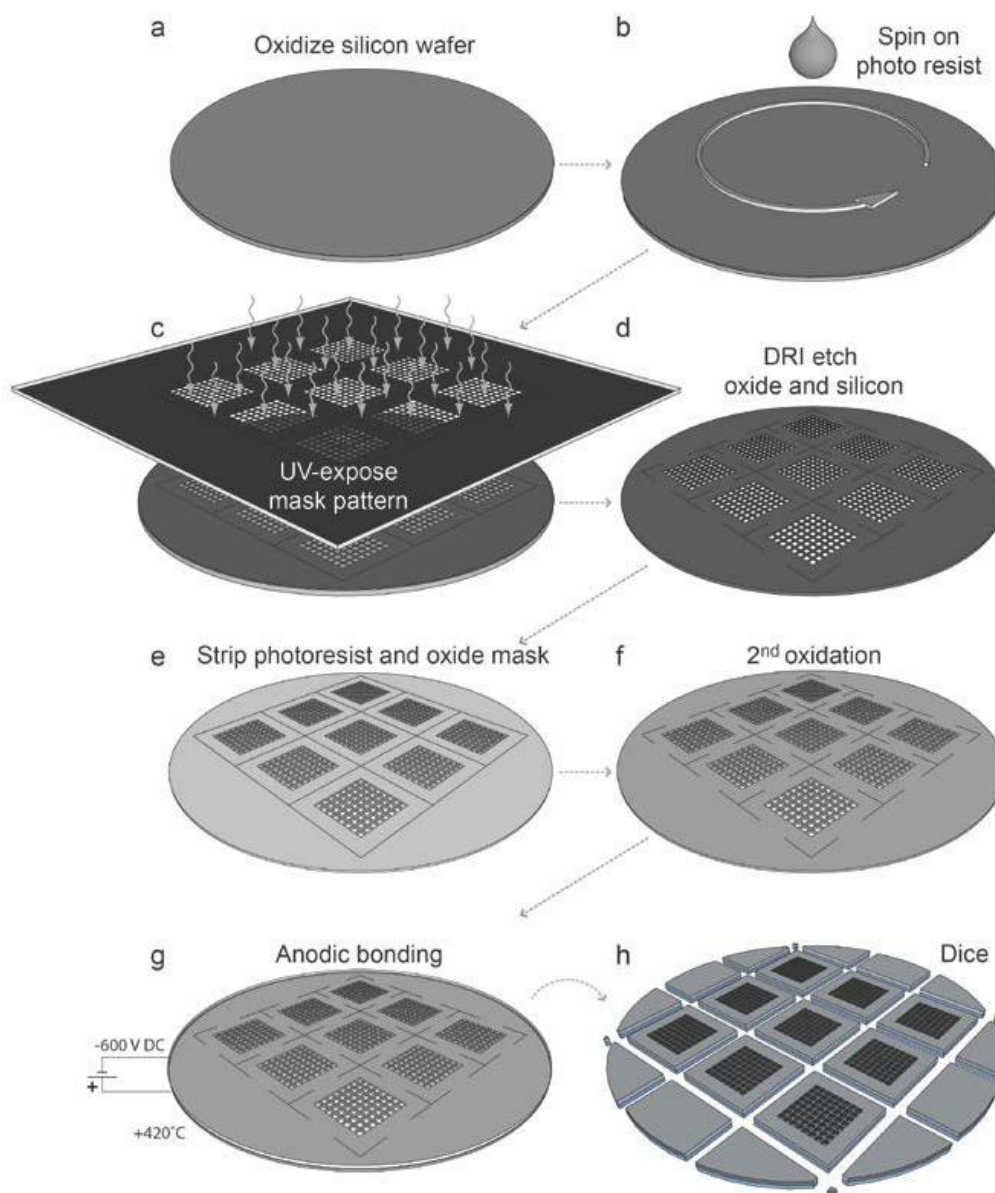 a
Oxidize silicon wafer
b
Spin on
photo resist
c
UV-expose
mask pattern
d
DRI etch
oxide and silicon
e
Strip photoresist and oxide mask
f
2nd oxidation
g
Anodic bonding
-600 V DC
+
+420°C
h
Dice